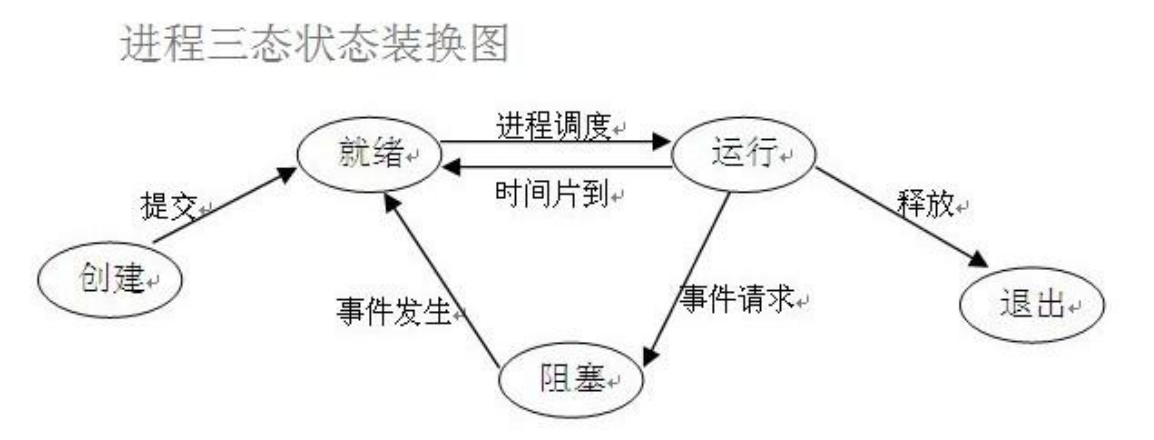 进程三态状态装换图
进程调度
就绪
运行
时间片到
提交
释放
创建
事件发生
事件请求
退出
阻塞